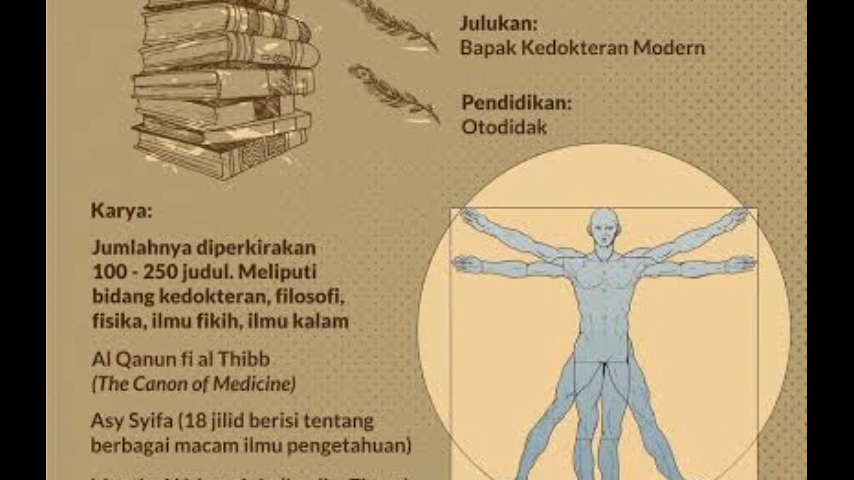 Julukan:
Bapak Kedokteran Modern
Pendidikan:
Otodidak
Karya:
Jumlahnya diperkirakan
100 - 250 judul. Meliputi
bidang kedokteran, filosofi,
fisika, ilmu fikih, ilmu kalam
Al Qanun fi al Thibb
(The Canon of Medicine)
Asy Syifa (18 jilid berisi tentang
berbagai macam ilmu pengetahuan)